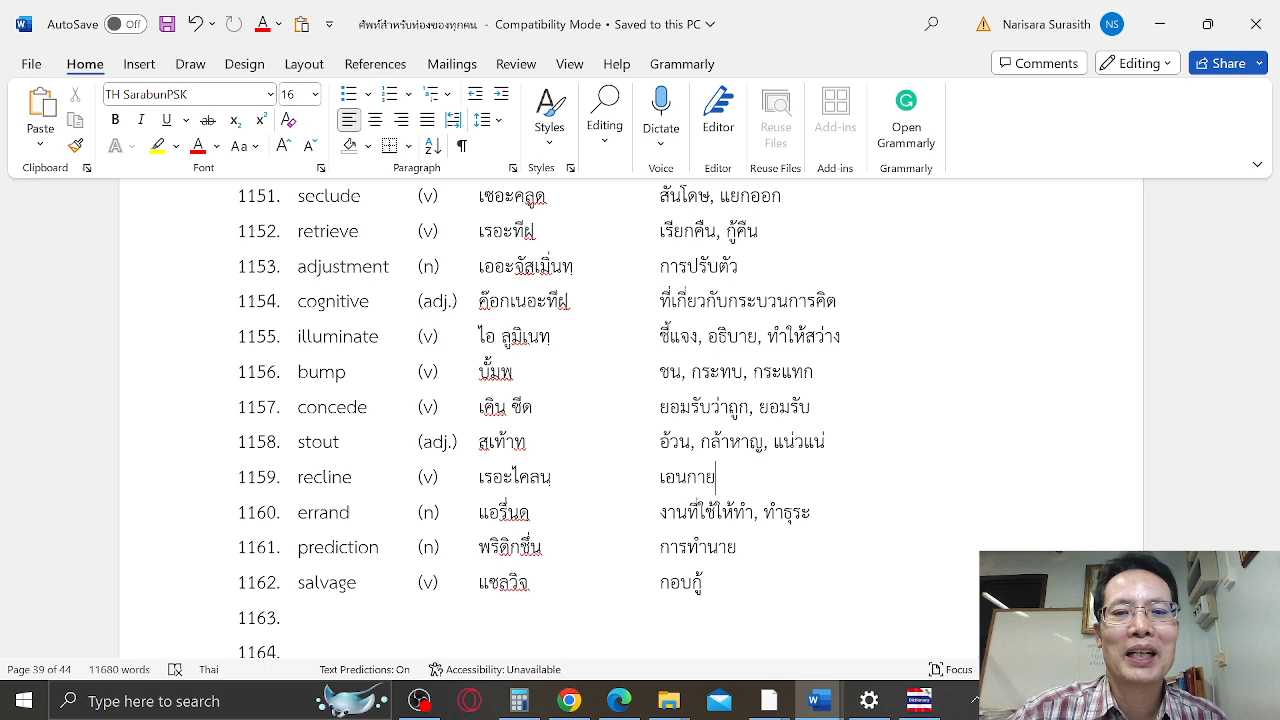 AutoSave Off ศัพท์สำหรับท่องของทุกคน - Compatibility Mode • Saved to this PC Narisara Surasith NS
File Home Insert Draw Design Layout References Mailings Review View Help Grammarly Comments Editing Share
TH SarabunPSK 16
Paste Styles Editing Dictate Editor Reuse Files Add-ins Open Grammarly
Clipboard Font Paragraph Styles Voice Editor Reuse Files Add-ins Grammarly
1151. seclude (v) เซอะคลูด สันโดษ, แยกออก
1152. retrieve (v) เรอะทีฝ เรียกคืน, กู้คืน
1153. adjustment (n) เออะจัสเมิ่นทฺ การปรับตัว
1154. cognitive (adj.) ค๊อกเนอะทีฝ ที่เกี่ยวกับกระบวนการคิด
1155. illuminate (v) ไอ ลูมิเนทฺ ชี้แจง, อธิบาย, ทำให้สว่าง
1156. bump (v) บั้มพฺ ชน, กระทบ, กระแทก
1157. concede (v) เคิน ซีด ยอมรับว่าถูก, ยอมรับ
1158. stout (adj.) สฺเท้าทฺ อ้วน, กล้าหาญ, แน่วแน่
1159. recline (v) เรอะไคลนฺ เอนกาย
1160. errand (n) แอรึ่นด งานที่ใช้ให้ทำ, ทำธุระ
1161. prediction (n) พริดิกชึ่น การทำนาย
1162. salvage (v) แซลวิจ กอบกู้
1163.
1164.
Page 39 of 44 11680 words Thai Text Predictions: On Accessibility: Unavailable Focus
Type here to search Dictionary